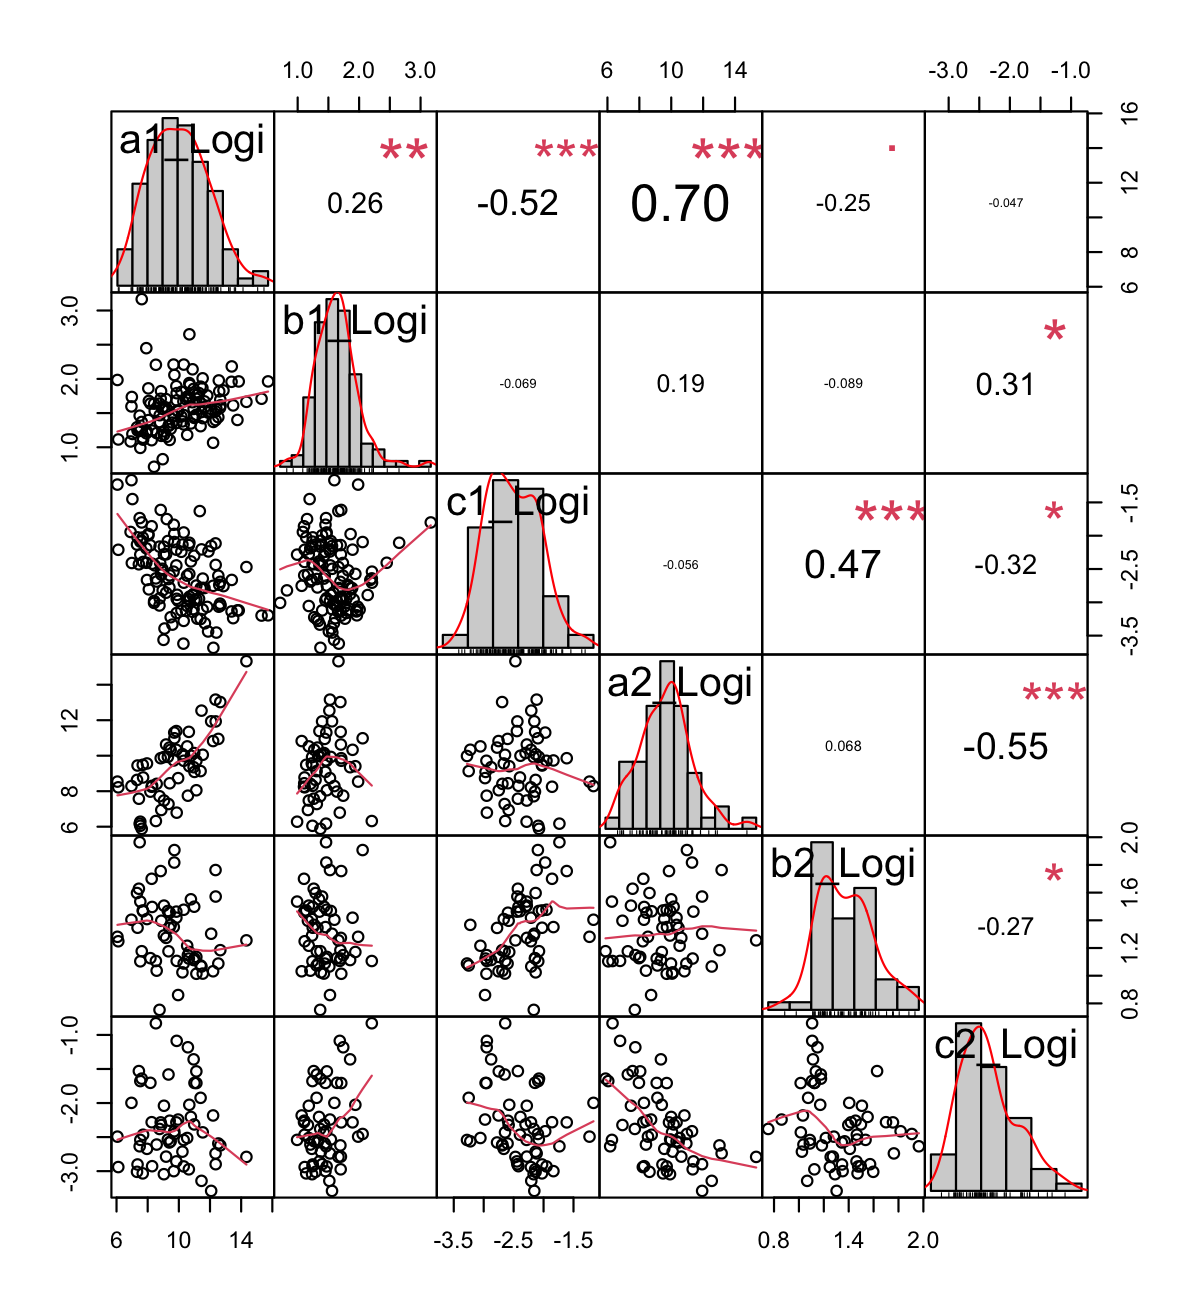 1.0 2.0 3.0 6 10 14 -3.0 -2.0 -1.0
a1_Logi ** *** *** . 16
0.26 -0.52 0.70 -0.25 -0.047 12
8
6
3.0 b1_Logi *
2.0 -0.069 0.19 -0.089 0.31
1.0
c1_Logi *** * -1.5
-0.056 0.47 -0.32 -2.5
-3.5
a2_Logi ***
12 0.068 -0.55
8
6
b2_Logi * 2.0
1.6
-0.27 1.2
0.8
-1.0 c2_Logi
-2.0
-3.0
6 10 14 -3.5 -2.5 -1.5 0.8 1.4 2.0